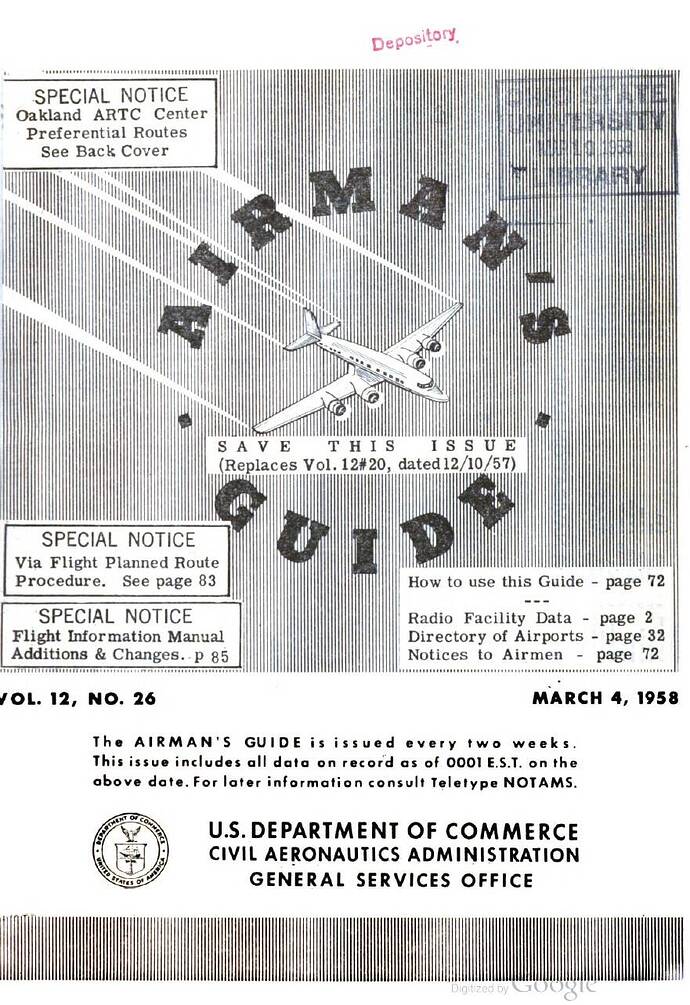 Depository
SPECIAL NOTICE
Oakland ARTC Center
Preferential Routes
See Back Cover
OHIO STATE
UNIVERSITY
MAR 10 1958
LIBRARY
AIRMAN'S
SAVE THIS ISSUE
(Replaces Vol. 12#20, dated 12/10/57)
GUIDE
SPECIAL NOTICE
Via Flight Planned Route
Procedure. See page 83
SPECIAL NOTICE
Flight Information Manual
Additions & Changes. p 85
How to use this Guide - page 72
---
Radio Facility Data - page 2
Directory of Airports - page 32
Notices to Airmen - page 72
VOL. 12, NO. 26
MARCH 4, 1958
The AIRMAN'S GUIDE is issued every two weeks.
This issue includes all data on record as of 0001 E.S.T. on the
above date. For later information consult Teletype NOTAMS.
DEPARTMENT OF COMMERCE
UNITED STATES OF AMERICA
U.S. DEPARTMENT OF COMMERCE
CIVIL AERONAUTICS ADMINISTRATION
GENERAL SERVICES OFFICE
Digitized by Google